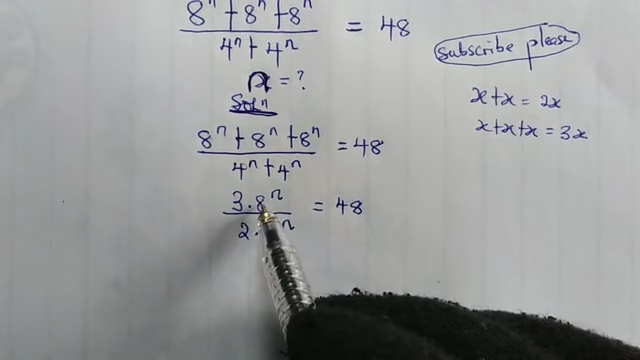 8ⁿ + 8ⁿ + 8ⁿ / 4ⁿ + 4ⁿ = 48
n = ?
Solⁿ
8ⁿ + 8ⁿ + 8ⁿ / 4ⁿ + 4ⁿ = 48
3.8ⁿ / 2. ⁿ = 48
Subscribe please
x+x = 2x
x+x+x = 3x